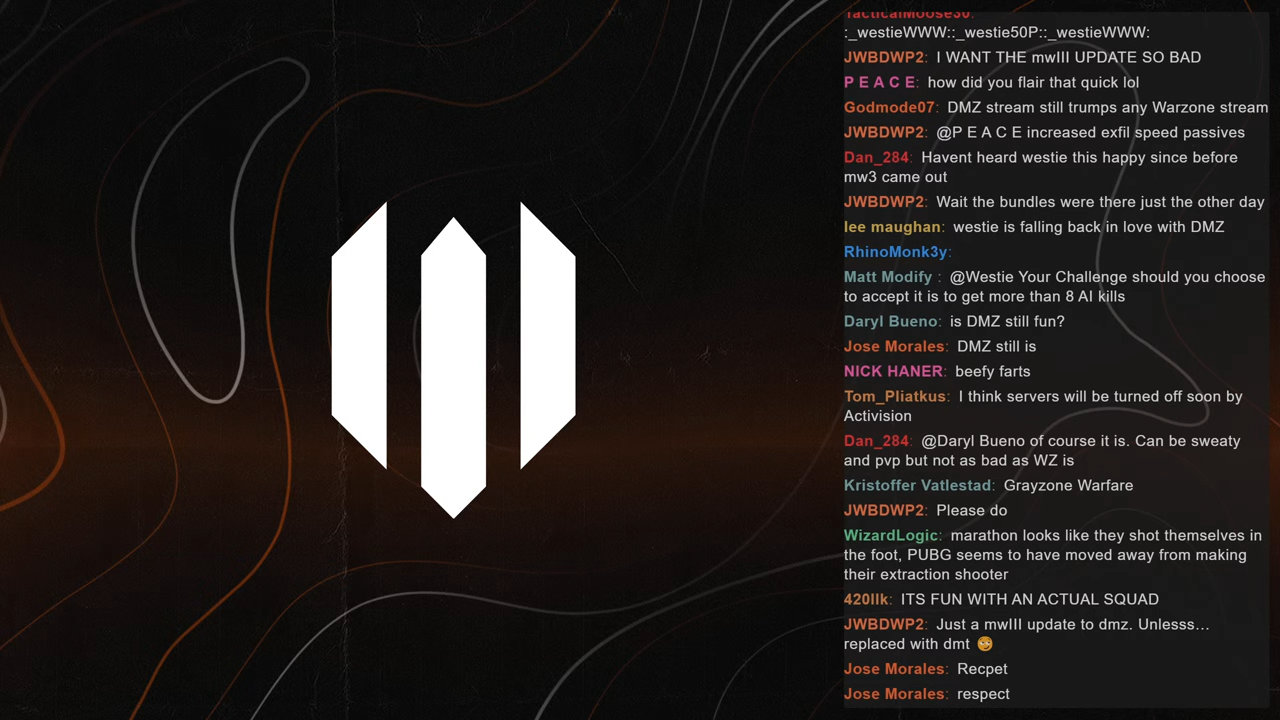 TacticalMoose30:
:_westieWWW::_westie50P::_westieWWW:
JWBDWP2: I WANT THE mwIII UPDATE SO BAD
P E A C E: how did you flair that quick lol
Godmode07: DMZ stream still trumps any Warzone stream
JWBDWP2: @P E A C E increased exfil speed passives
Dan_284: Havent heard westie this happy since before
mw3 came out
JWBDWP2: Wait the bundles were there just the other day
lee maughan: westie is falling back in love with DMZ
RhinoMonk3y:
Matt Modify : @Westie Your Challenge should you choose
to accept it is to get more than 8 AI kills
Daryl Bueno: is DMZ still fun?
Jose Morales: DMZ still is
NICK HANER: beefy farts
Tom_Pliatkus: I think servers will be turned off soon by
Activision
Dan_284: @Daryl Bueno of course it is. Can be sweaty
and pvp but not as bad as WZ is
Kristoffer Vatlestad: Grayzone Warfare
JWBDWP2: Please do
WizardLogic: marathon looks like they shot themselves in
the foot, PUBG seems to have moved away from making
their extraction shooter
420llk: ITS FUN WITH AN ACTUAL SQUAD
JWBDWP2: Just a mwIII update to dmz. Unlesss…
replaced with dmt
Jose Morales: Recpet
Jose Morales: respect